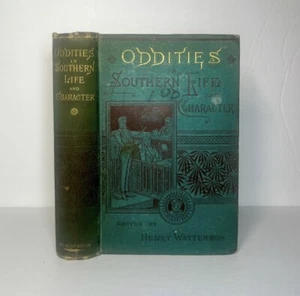 ODDITIES
IN
SOUTHERN
LIFE
AND
CHARACTER
ODDITIES
SOUTHERN LIFE
CHARACTER
EDITED BY
HENRY WATTERSON